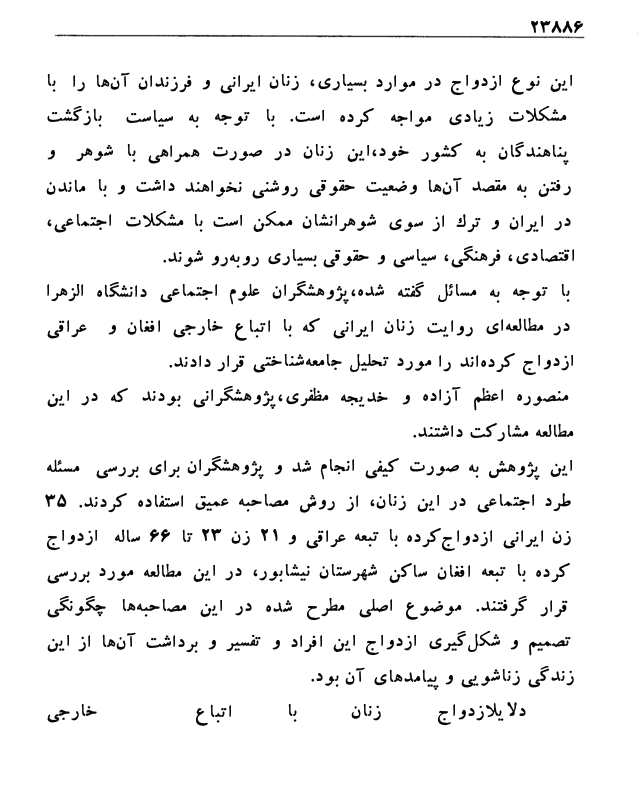 ۲۳۸۸۶
این نوع ازدواج در موارد بسیاری، زنان ایرانی و فرزندان آن‌ها را با
مشکلات زیادی مواجه کرده است. با توجه به سیاست بازگشت
پناهندگان به کشور خود،این زنان در صورت همراهی با شوهر و
رفتن به مقصد آن‌ها وضعیت حقوقی روشنی نخواهند داشت و با ماندن
در ایران و ترك از سوی شوهرانشان ممکن است با مشکلات اجتماعی،
اقتصادی، فرهنگی، سیاسی و حقوقی بسیاری روبه‌رو شوند.
با توجه به مسائل گفته شده،پژوهشگران علوم اجتماعی دانشگاه الزهرا
در مطالعه‌ای روایت زنان ایرانی که با اتباع خارجی افغان و عراقی
ازدواج کرده‌اند را مورد تحلیل جامعه‌شناختی قرار دادند.
منصوره اعظم آزاده و خدیجه مظفری،پژوهشگرانی بودند که در این
مطالعه مشارکت داشتند.
این پژوهش به صورت کیفی انجام شد و پژوهشگران برای بررسی مسئله
طرد اجتماعی در این زنان، از روش مصاحبه عمیق استفاده کردند. ۳۵
زن ایرانی ازدواج‌کرده با تبعه عراقی و ۲۱ زن ۲۳ تا ۶۶ ساله ازدواج
کرده با تبعه افغان ساکن شهرستان نیشابور، در این مطالعه مورد بررسی
قرار گرفتند. موضوع اصلی مطرح شده در این مصاحبه‌ها چگونگی
تصمیم و شکل‌گیری ازدواج این افراد و تفسیر و برداشت آن‌ها از این
زندگی زناشویی و پیامدهای آن بود.
دلایلازدواج زنان با اتباع خارجی